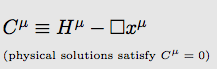 C^μ ≡ H^μ − □x^μ
(physical solutions satisfy C^μ = 0)